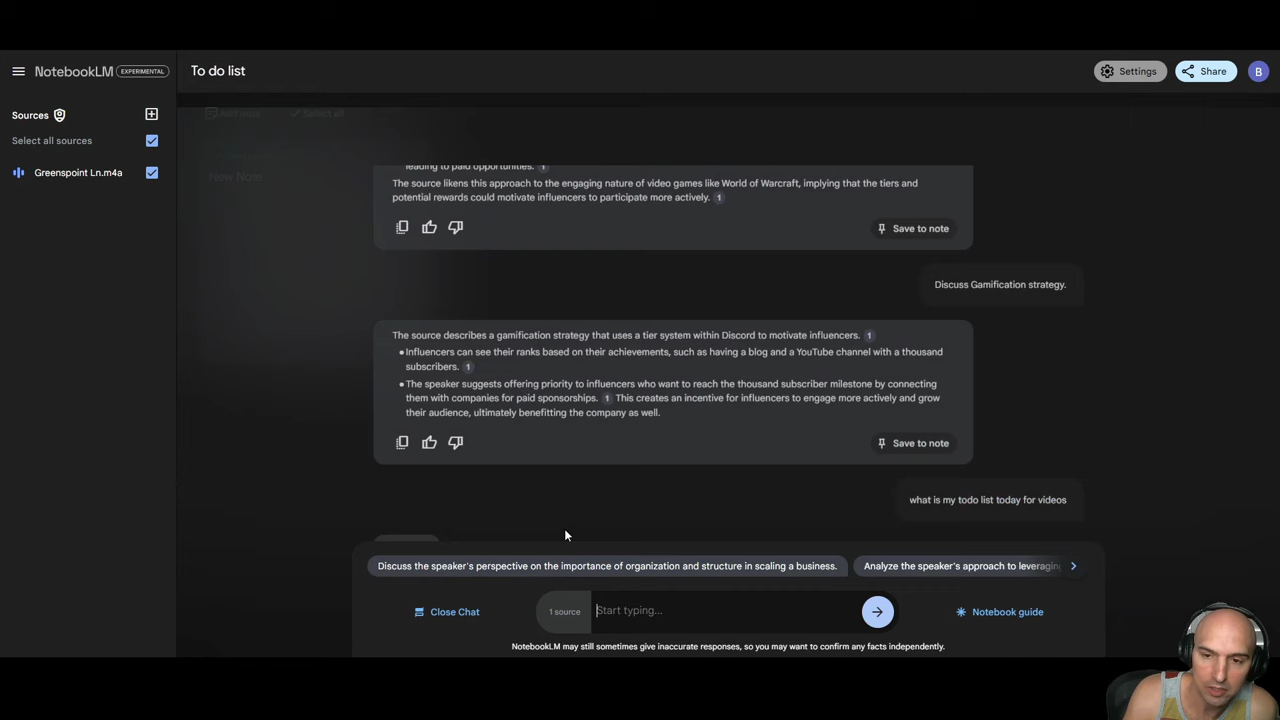 NotebookLM EXPERIMENTAL
To do list
Settings
Share
B
Sources
Select all sources
Greenspoint Ln.m4a
Add note
Select all
New Note
leading to paid opportunities. 1
The source likens this approach to the engaging nature of video games like World of Warcraft, implying that the tiers and
potential rewards could motivate influencers to participate more actively. 1
Save to note
Discuss Gamification strategy.
The source describes a gamification strategy that uses a tier system within Discord to motivate influencers. 1
• Influencers can see their ranks based on their achievements, such as having a blog and a YouTube channel with a thousand
subscribers. 1
• The speaker suggests offering priority to influencers who want to reach the thousand subscriber milestone by connecting
them with companies for paid sponsorships. 1 This creates an incentive for influencers to engage more actively and grow
their audience, ultimately benefitting the company as well.
Save to note
what is my todo list today for videos
Discuss the speaker's perspective on the importance of organization and structure in scaling a business.
Analyze the speaker's approach to leveraging
Close Chat
1 source
Start typing...
Notebook guide
NotebookLM may still sometimes give inaccurate responses, so you may want to confirm any facts independently.